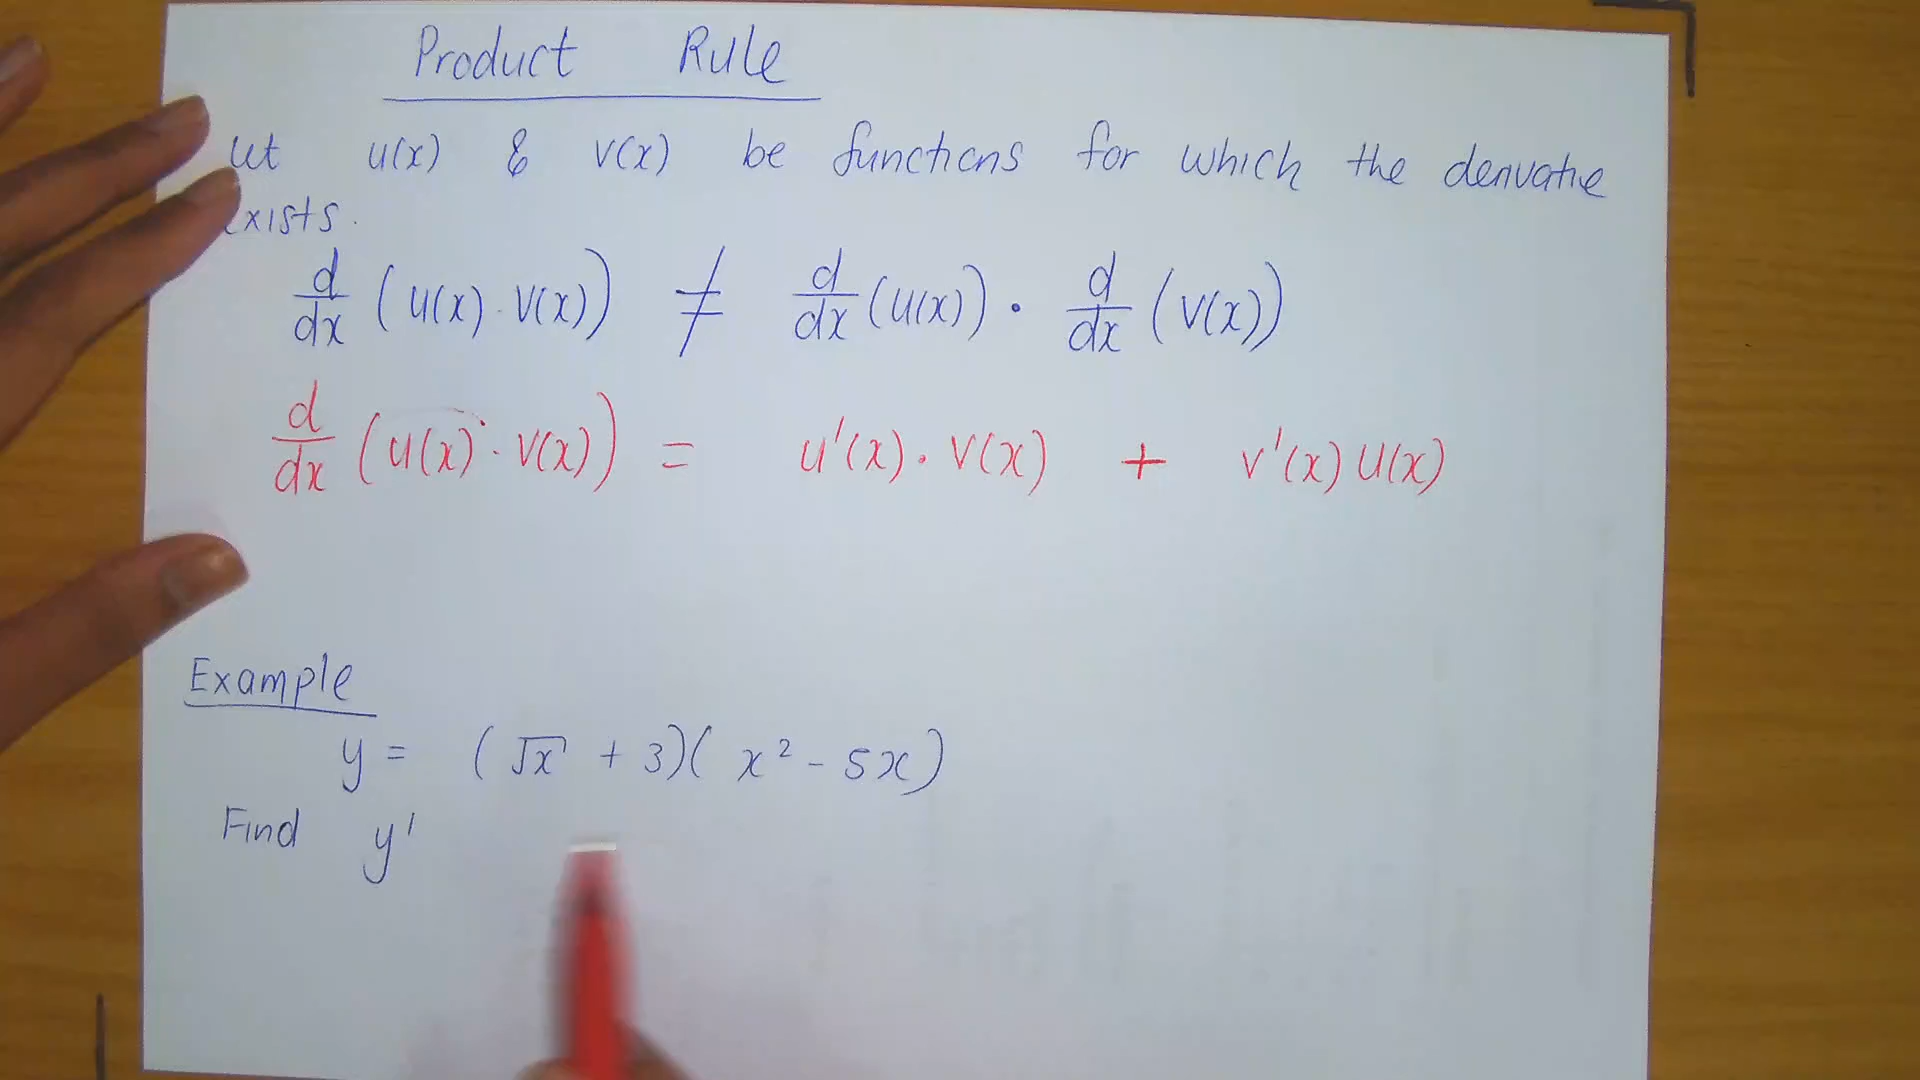 Product Rule
Let u(x) & v(x) be functions for which the derivative
exists.
d/dx (u(x) · v(x)) ≠ d/dx (u(x)) · d/dx (v(x))
d/dx (u(x) · v(x)) = u'(x) · v(x) + v'(x) u(x)
Example
y = (√x + 3)(x² - 5x)
Find y'